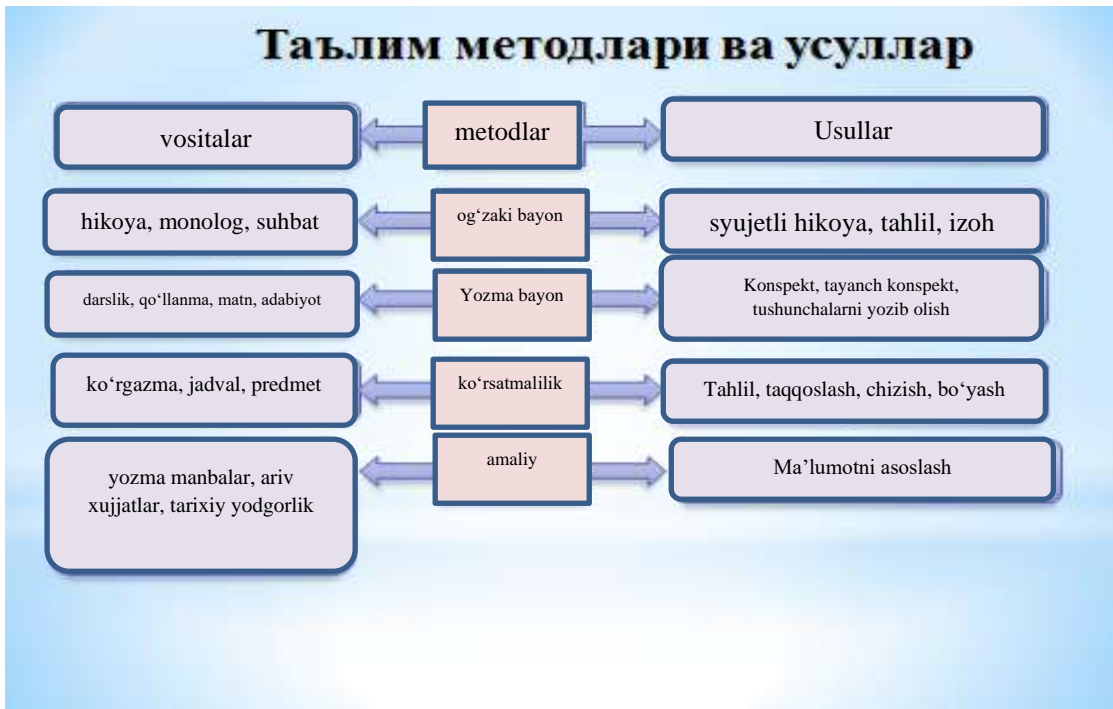 Таълим методлари ва усуллар
vositalar
metodlar
Usullar
hikoya, monolog, suhbat
og‘zaki bayon
syujetli hikoya, tahlil, izoh
darslik, qo‘llanma, matn, adabiyot
Yozma bayon
Konspekt, tayanch konspekt,
tushunchalarni yozib olish
ko‘rgazma, jadval, predmet
ko‘rsatmalilik
Tahlil, taqqoslash, chizish, bo‘yash
yozma manbalar, ariv
xujjatlar, tarixiy yodgorlik
amaliy
Ma’lumotni asoslash